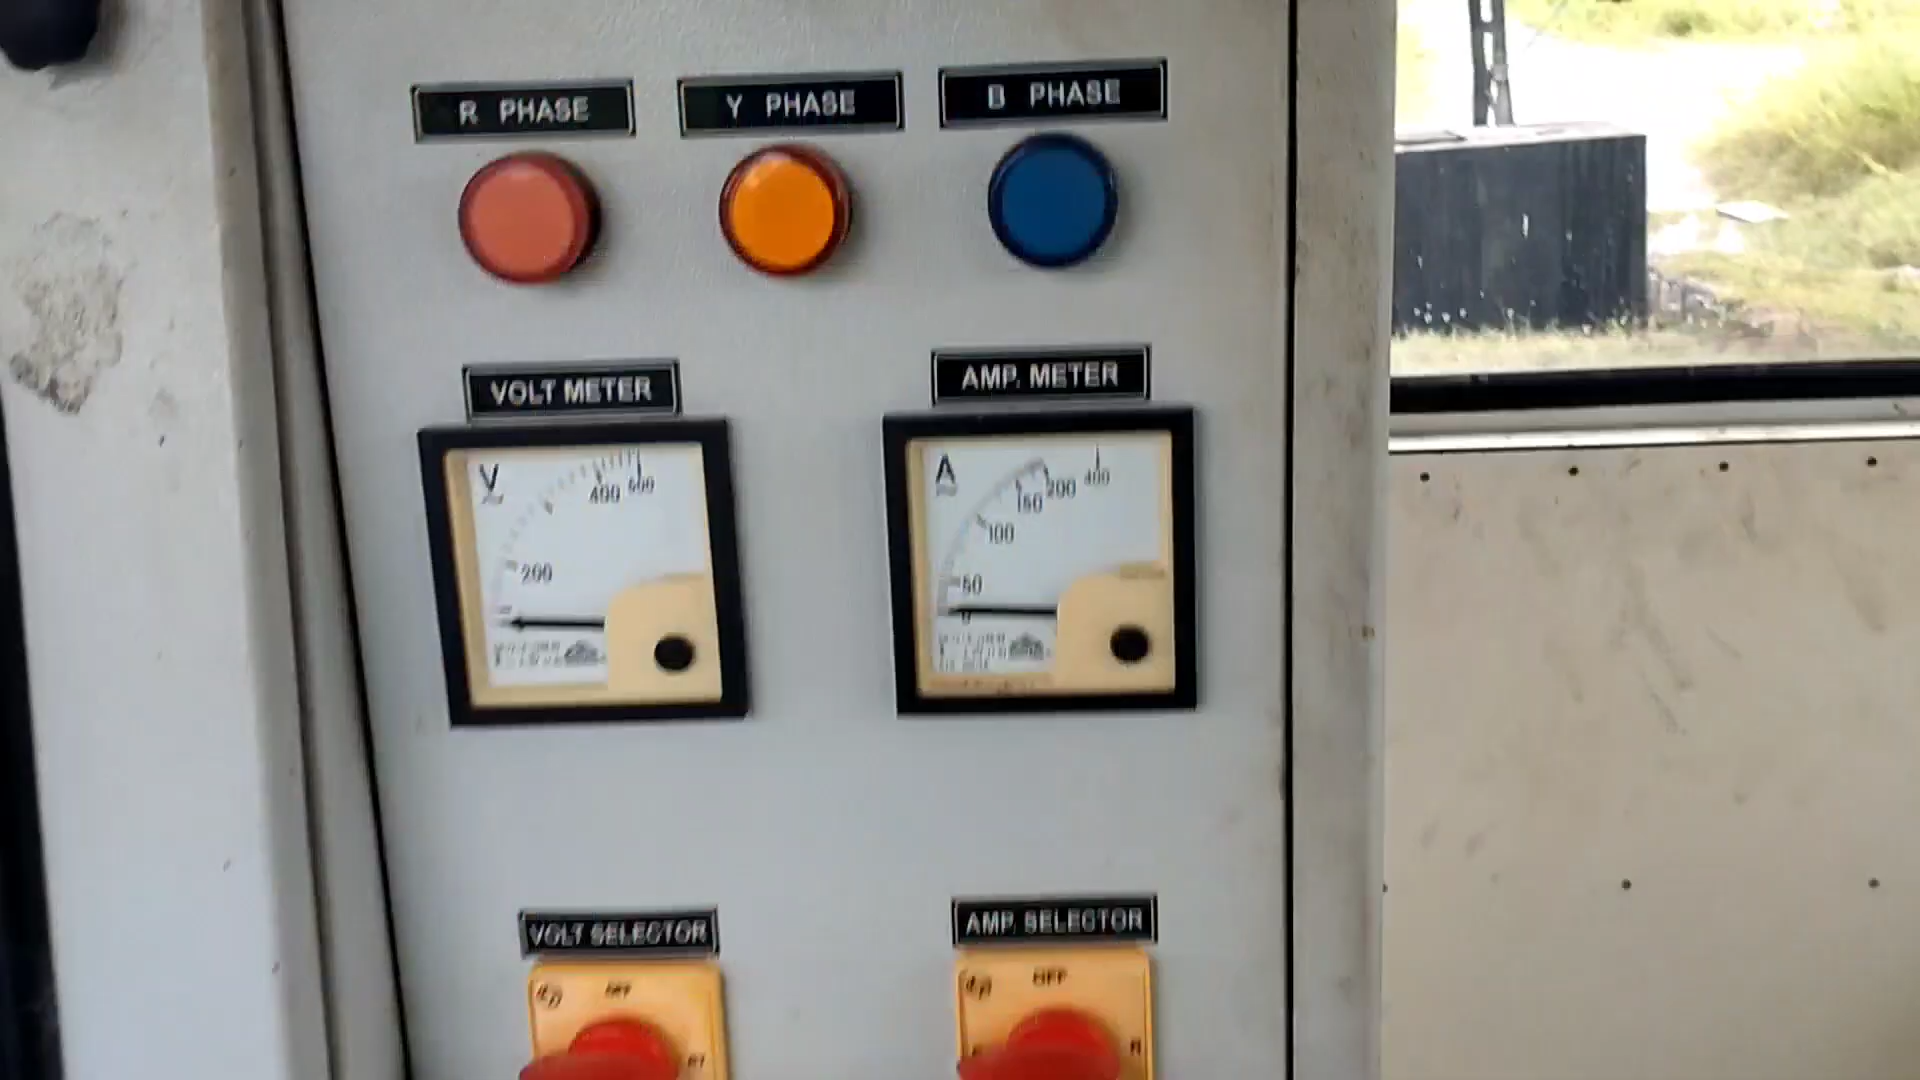 R PHASE
Y PHASE
B PHASE
VOLT METER
AMP. METER
V
400 600
200
A
400
200
150
100
50
0
VOLT SELECTOR
AMP. SELECTOR
OFF
OFF
R